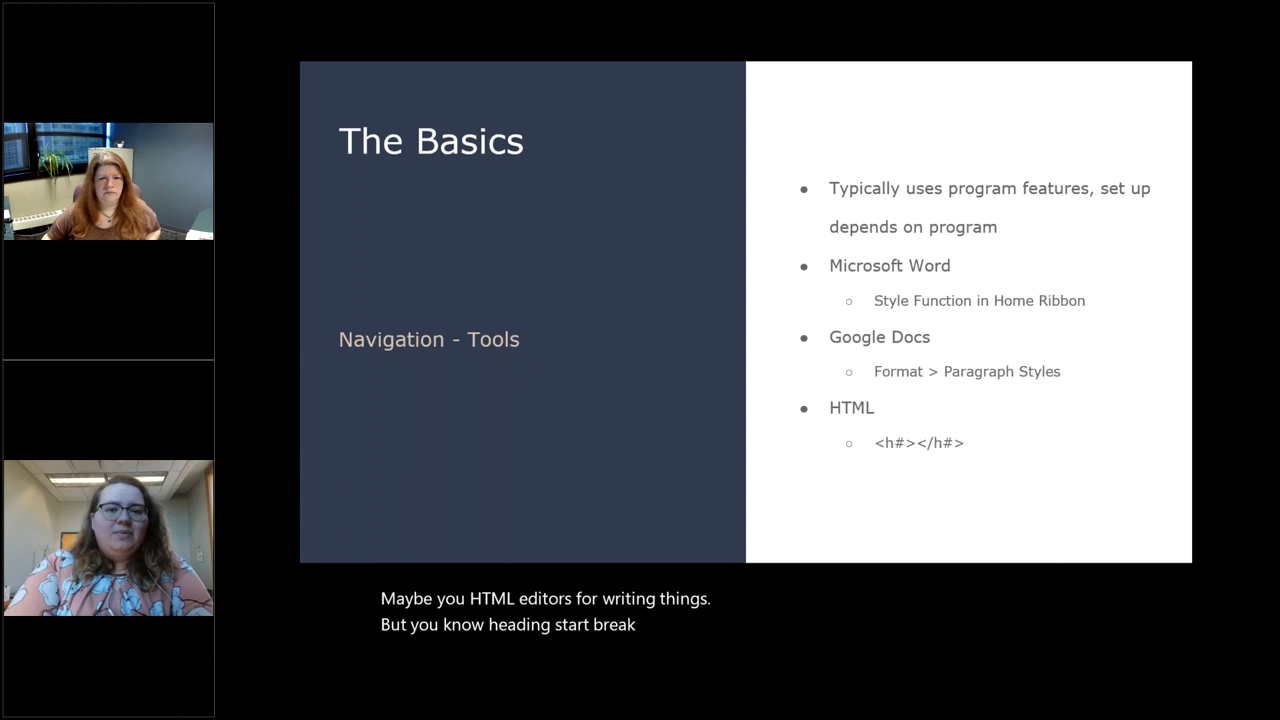 The Basics
Navigation - Tools
● Typically uses program features, set up
depends on program
● Microsoft Word
○ Style Function in Home Ribbon
● Google Docs
○ Format > Paragraph Styles
● HTML
○ <h#></h#>
Maybe you HTML editors for writing things.
But you know heading start break